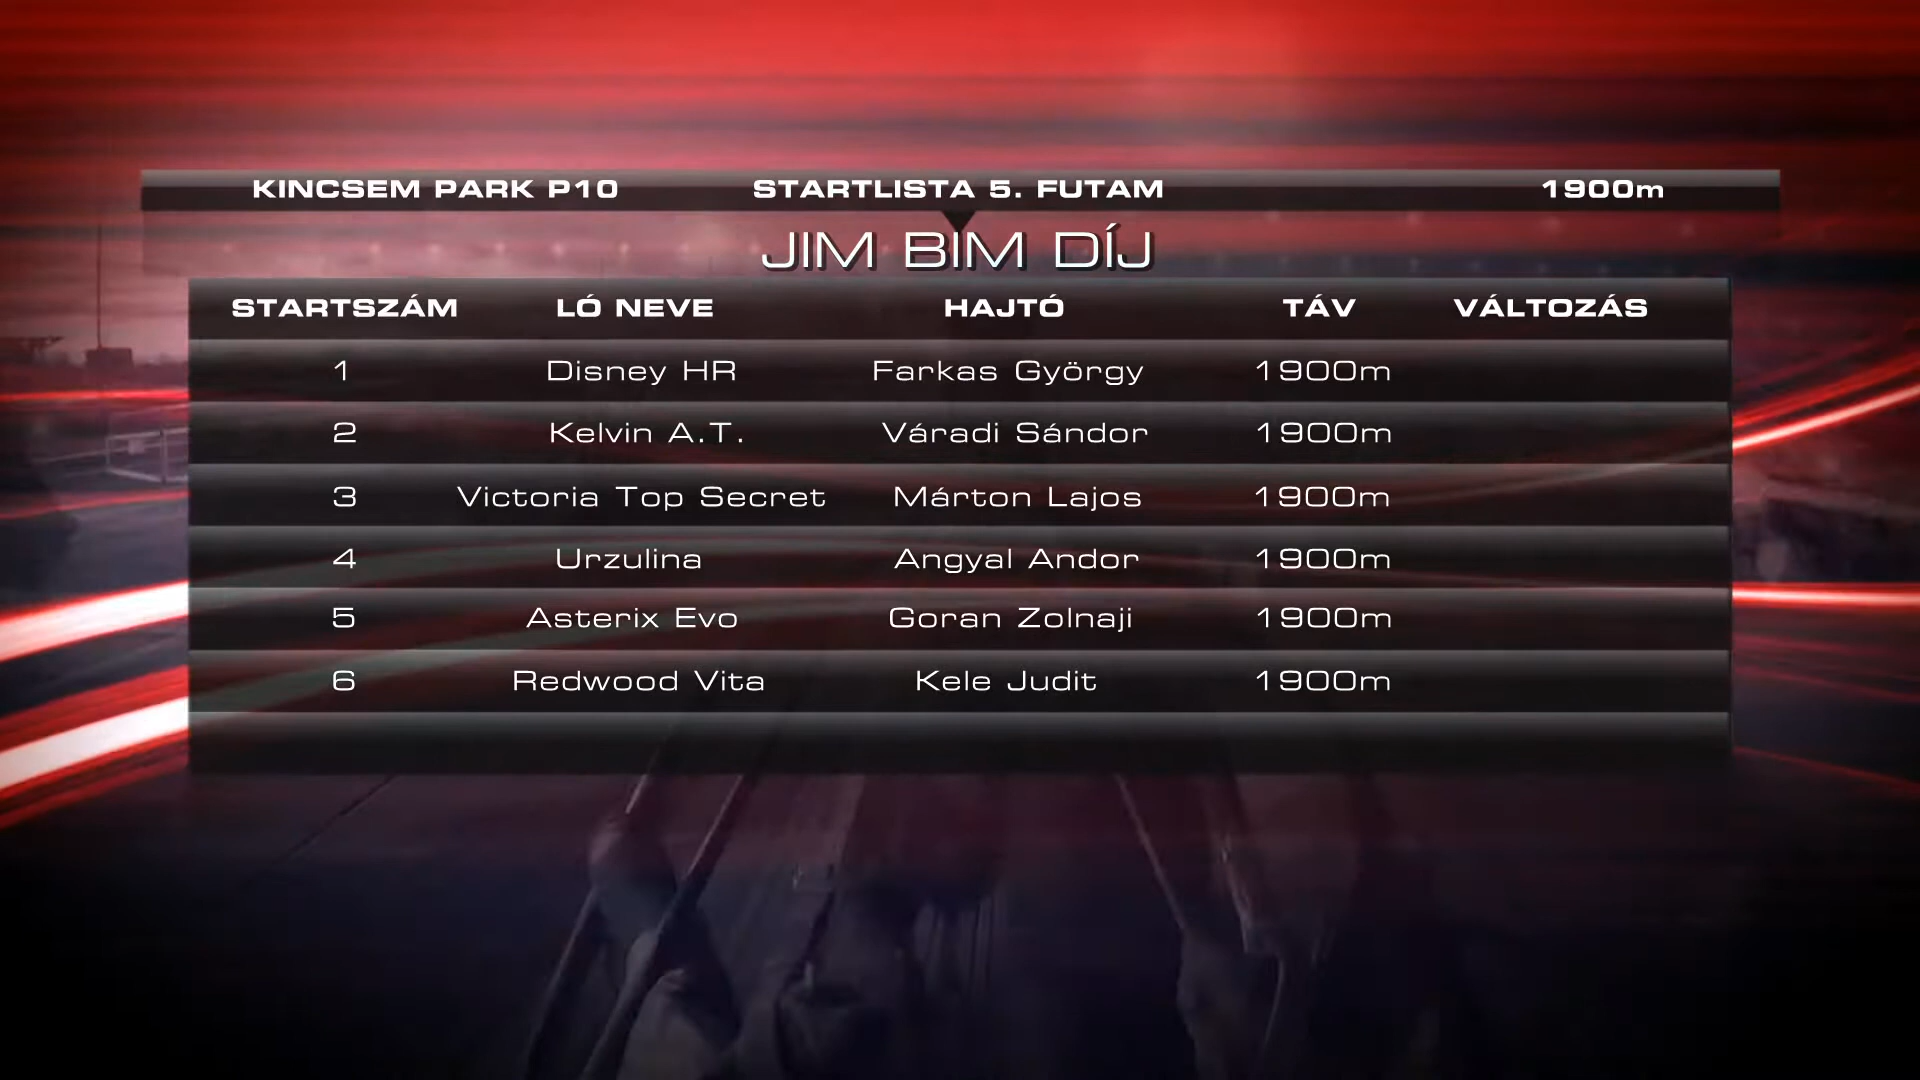 KINCSEM PARK P10 STARTLISTA 5. FUTAM 1900m
JIM BIM DÍJ
STARTSZÁM LÓ NEVE HAJTÓ TÁV VÁLTOZÁS
1 Disney HR Farkas György 1900m
2 Kelvin A.T. Váradi Sándor 1900m
3 Victoria Top Secret Márton Lajos 1900m
4 Urzulina Angyal Andor 1900m
5 Asterix Evo Goran Zolnaji 1900m
6 Redwood Vita Kele Judit 1900m